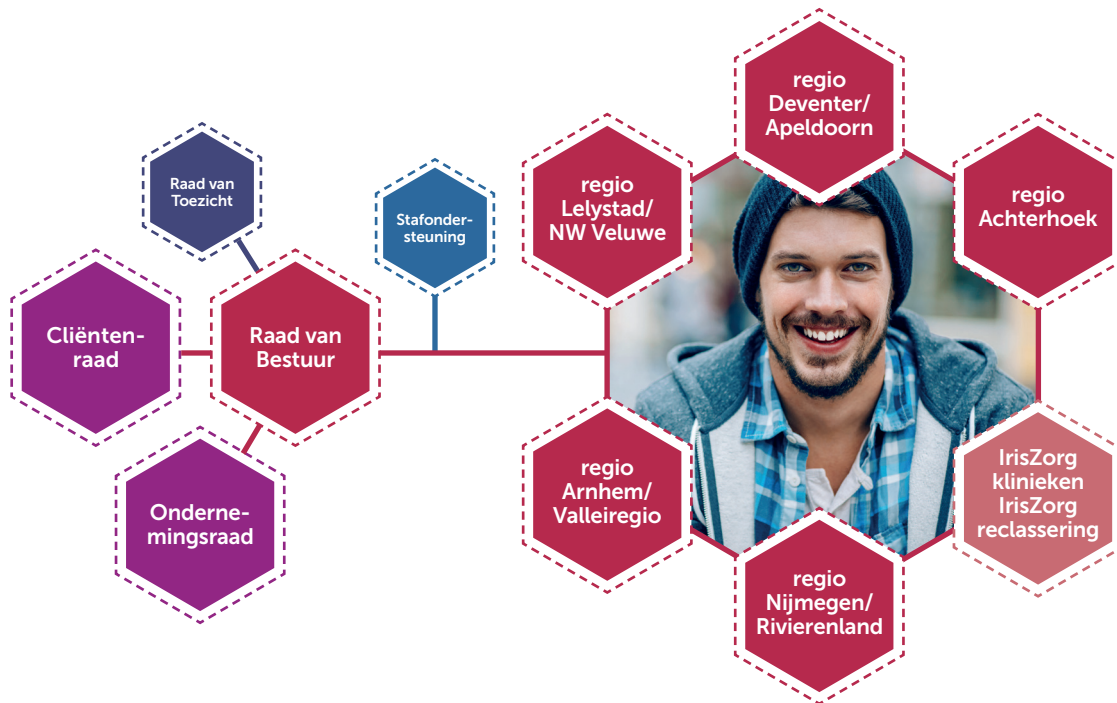 Raad van
Toezicht
Cliënten-
raad
Raad van
Bestuur
Onderne-
mingsraad
Stafonder-
steuning
regio
Deventer/
Apeldoorn
regio
Lelystad/
NW Veluwe
regio
Achterhoek
regio
Arnhem/
Valleiregio
IrisZorg
klinieken
IrisZorg
reclassering
regio
Nijmegen/
Rivierenland